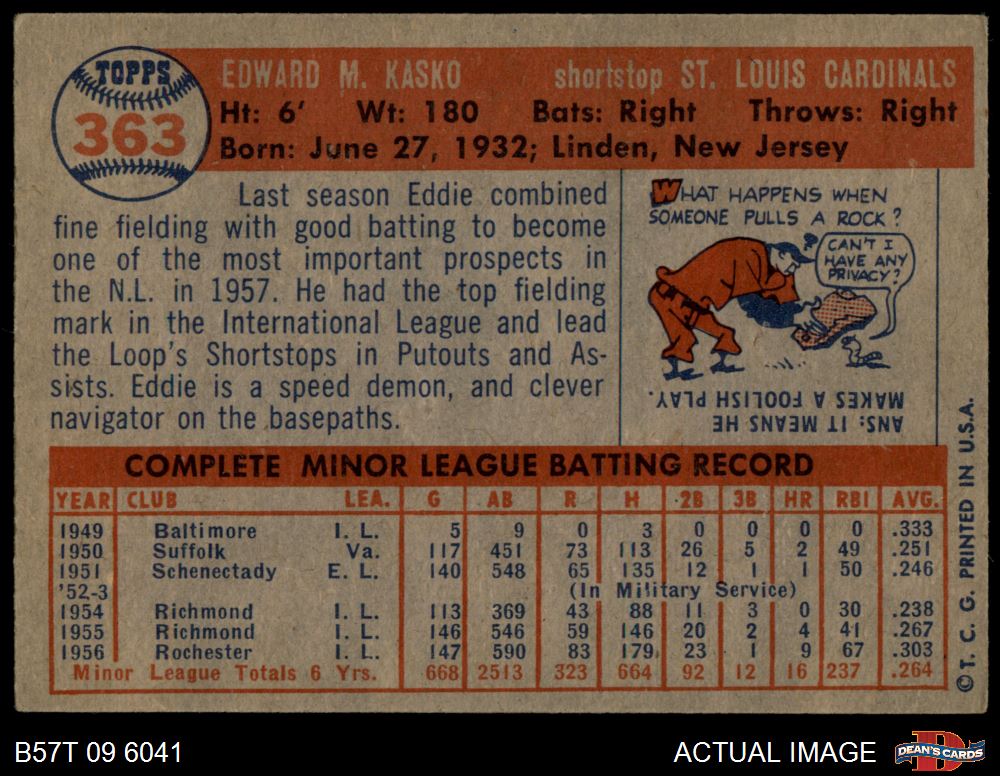 TOPPS
363
EDWARD M. KASKO shortstop ST. LOUIS CARDINALS
Ht: 6' Wt: 180 Bats: Right Throws: Right
Born: June 27, 1932; Linden, New Jersey
Last season Eddie combined
fine fielding with good batting to become
one of the most important prospects in
the N.L. in 1957. He had the top fielding
mark in the International League and lead
the Loop's Shortstops in Putouts and As-
sists. Eddie is a speed demon, and clever
navigator on the basepaths.
WHAT HAPPENS WHEN
SOMEONE PULLS A ROCK?
CAN'T I
HAVE ANY
PRIVACY?
ANS: IT MEANS HE
MAKES A FOOLISH PLAY.
COMPLETE MINOR LEAGUE BATTING RECORD
YEAR CLUB LEA. G AB R H 2B 3B HR RBI AVG.
1949 Baltimore I. L. 5 9 0 3 0 0 0 0 .333
1950 Suffolk Va. 117 451 73 113 26 5 2 49 .251
1951 Schenectady E. L. 140 548 65 135 12 1 1 50 .246
'52-3 (In Military Service)
1954 Richmond I. L. 113 369 43 88 11 3 0 30 .238
1955 Richmond I. L. 146 546 59 146 20 2 4 41 .267
1956 Rochester I. L. 147 590 83 179 23 1 9 67 .303
Minor League Totals 6 Yrs. 668 2513 323 664 92 12 16 237 .264
©T. C. G. PRINTED IN U.S.A.
B57T 09 6041 ACTUAL IMAGE
D
DEAN'S CARDS